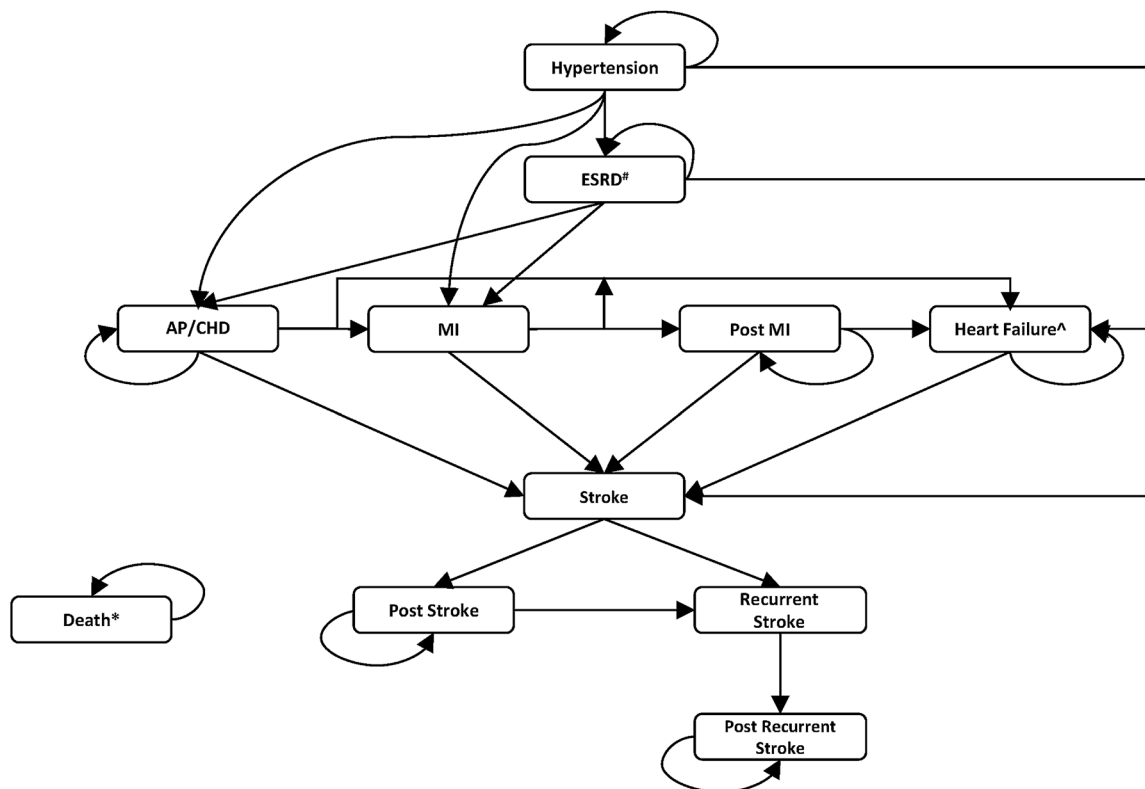 Hypertension
ESRD#
AP/CHD
MI
Post MI
Heart Failure^
Stroke
Death*
Post Stroke
Recurrent
Stroke
Post Recurrent
Stroke